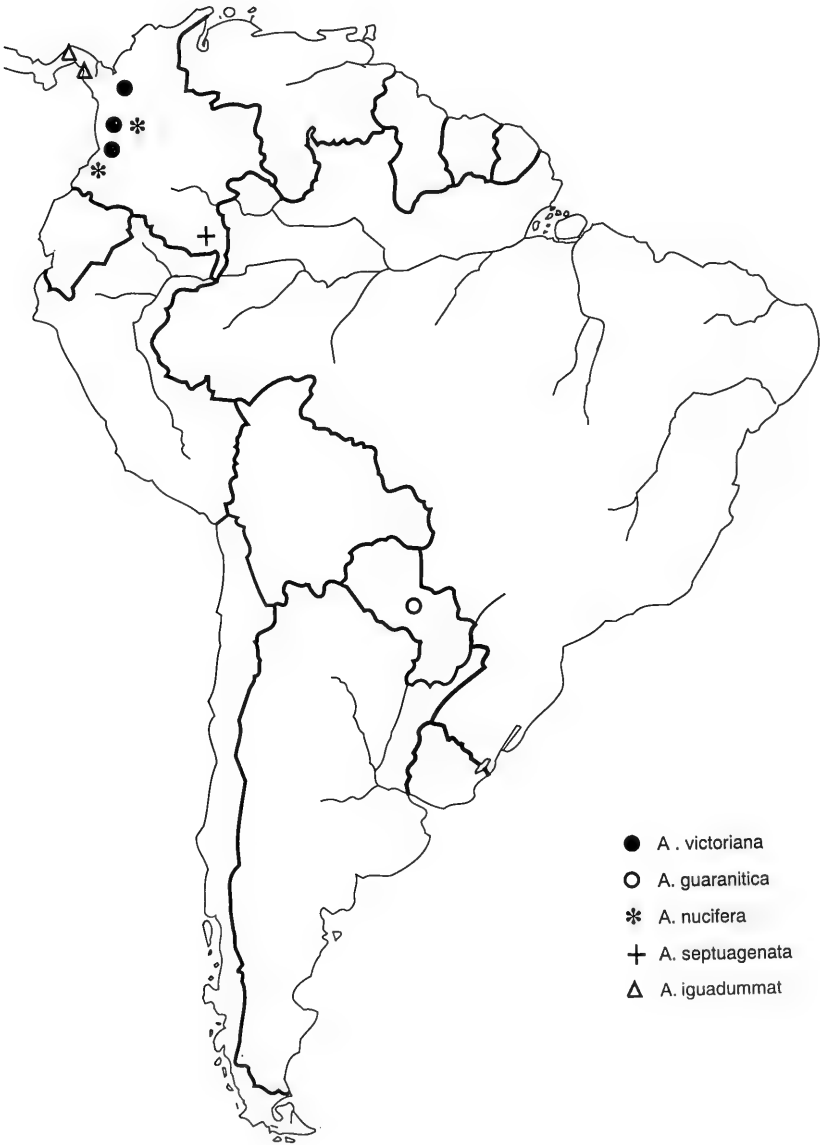 A . victoriana
A. guaranitica
A. nucifera
A. septuagenata
A. iguadummat